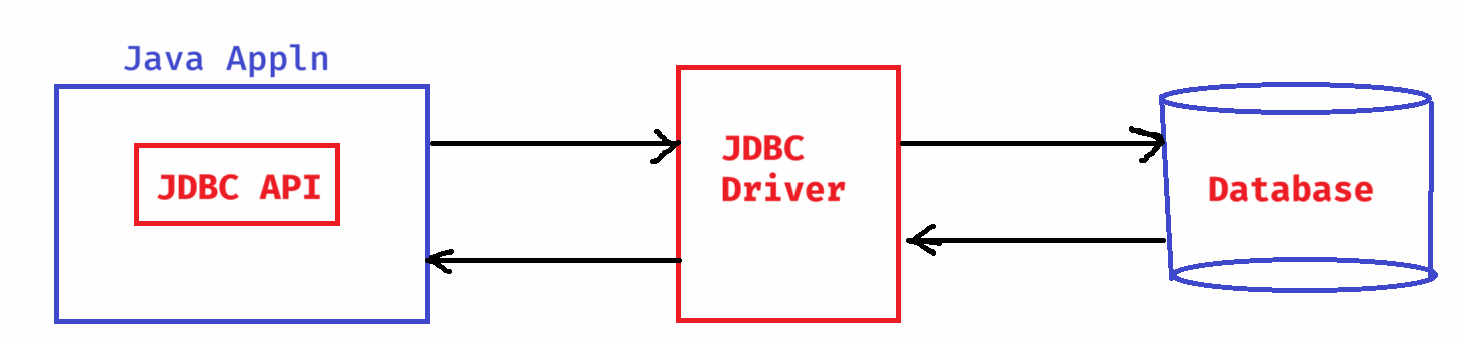 Java Appln
JDBC API
JDBC
Driver
Database